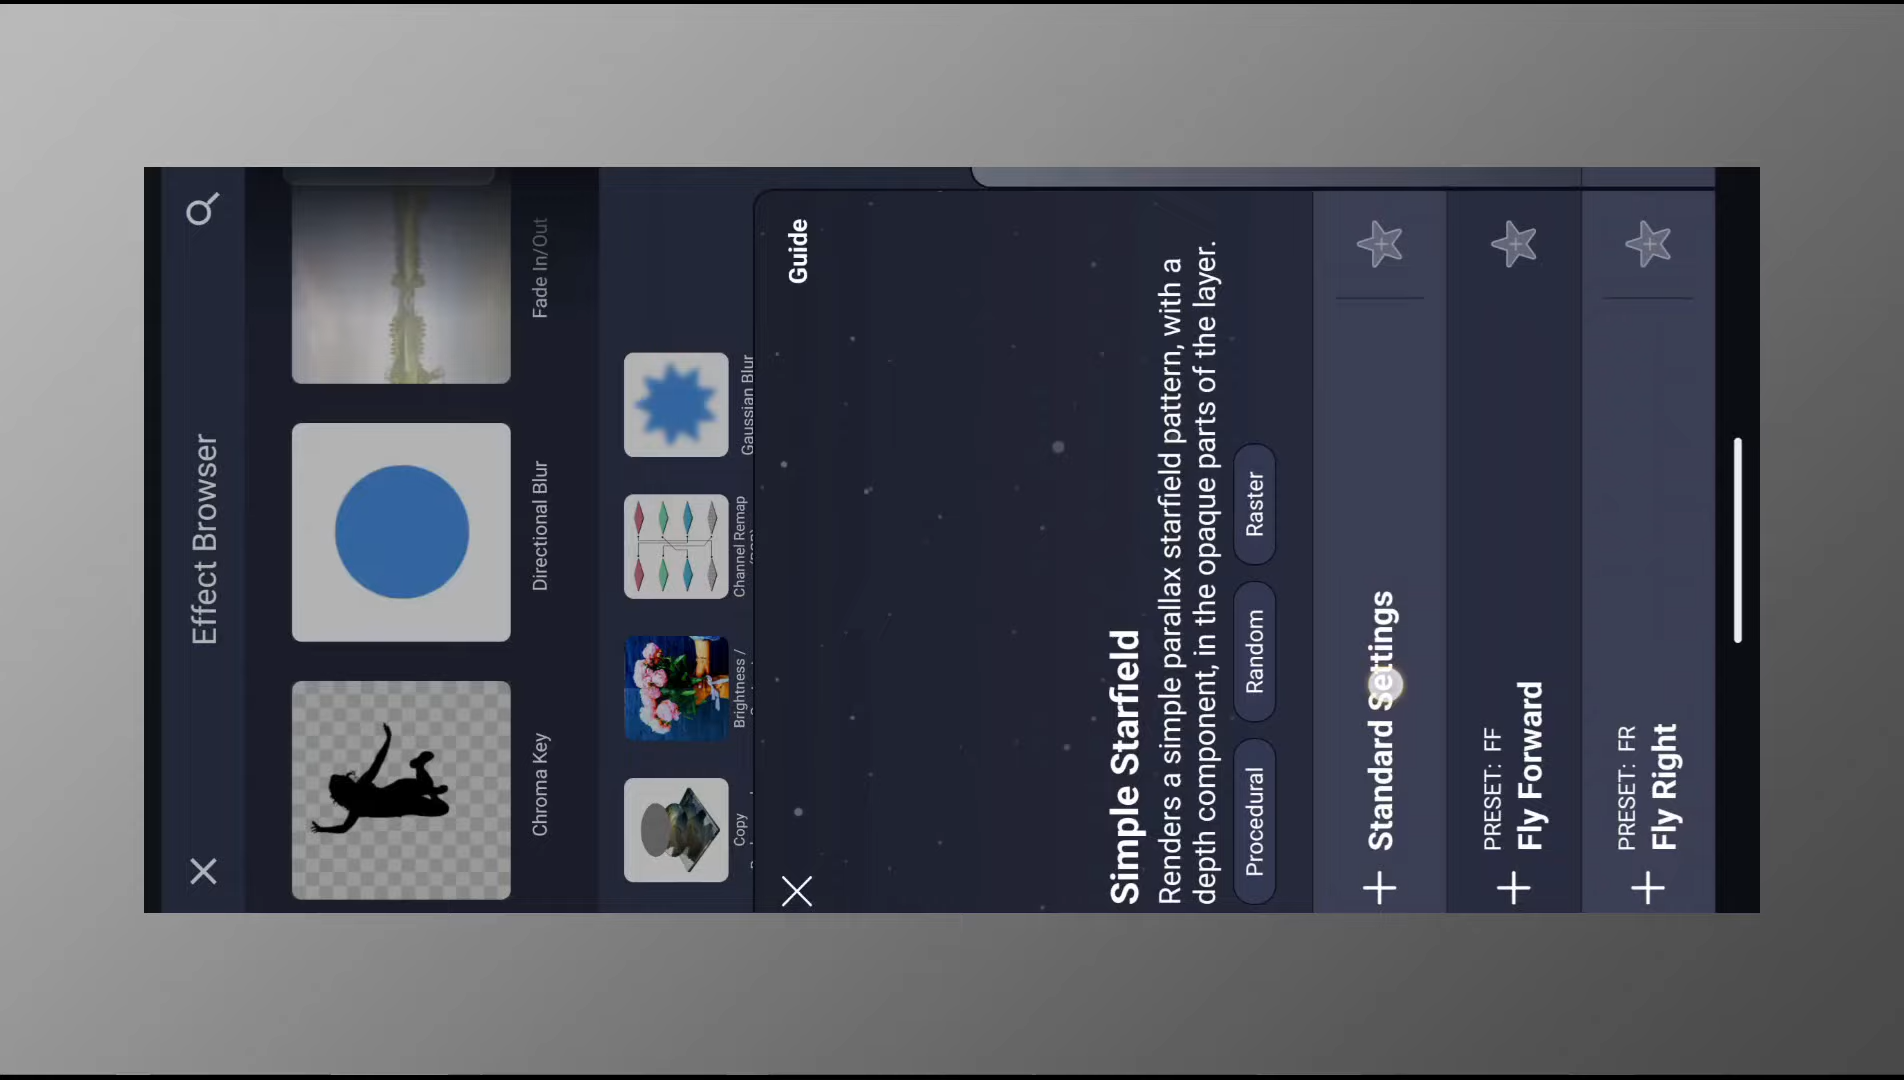 Effect Browser
Chroma Key
Directional Blur
Fade In/Out
Copy
Brightness /
Channel Remap
Gaussian Blur
Guide
Simple Starfield
Renders a simple parallax starfield pattern, with a
depth component, in the opaque parts of the layer.
Procedural
Random
Raster
Standard Settings
PRESET: FF
Fly Forward
PRESET: FR
Fly Right